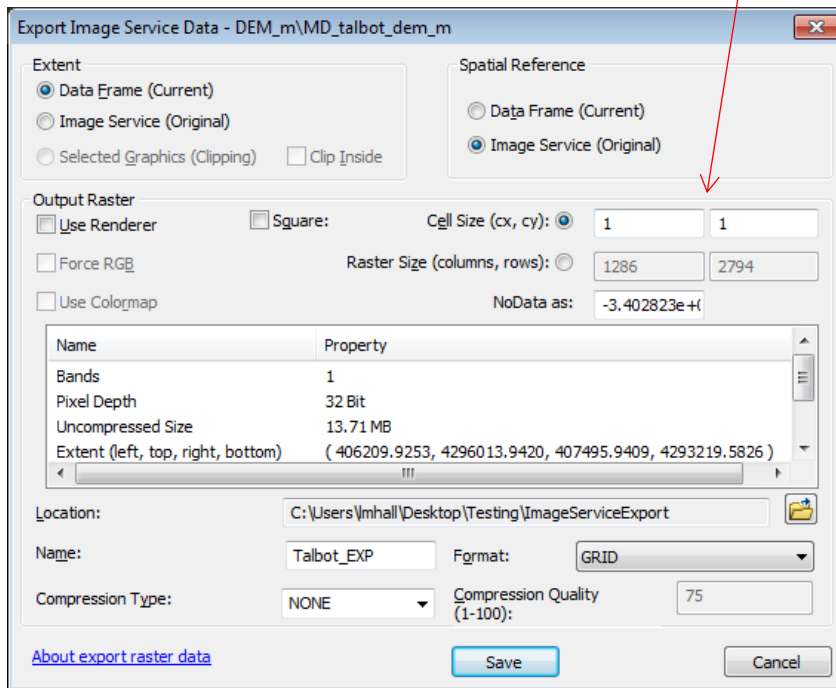 Export Image Service Data - DEM_m\MD_talbot_dem_m
Extent
Data Frame (Current)
Image Service (Original)
Selected Graphics (Clipping)
Clip Inside
Spatial Reference
Data Frame (Current)
Image Service (Original)
Output Raster
Use Renderer
Square:
Cell Size (cx, cy):
1
1
Force RGB
Raster Size (columns, rows):
1286
2794
Use Colormap
NoData as:
-3.402823e+(
Name Property
Bands 1
Pixel Depth 32 Bit
Uncompressed Size 13.71 MB
Extent (left, top, right, bottom) ( 406209.9253, 4296013.9420, 407495.9409, 4293219.5826 )
Location:
C:\Users\lmhall\Desktop\Testing\ImageServiceExport
Name:
Talbot_EXP
Format:
GRID
Compression Type:
NONE
Compression Quality
(1-100):
75
About export raster data
Save
Cancel